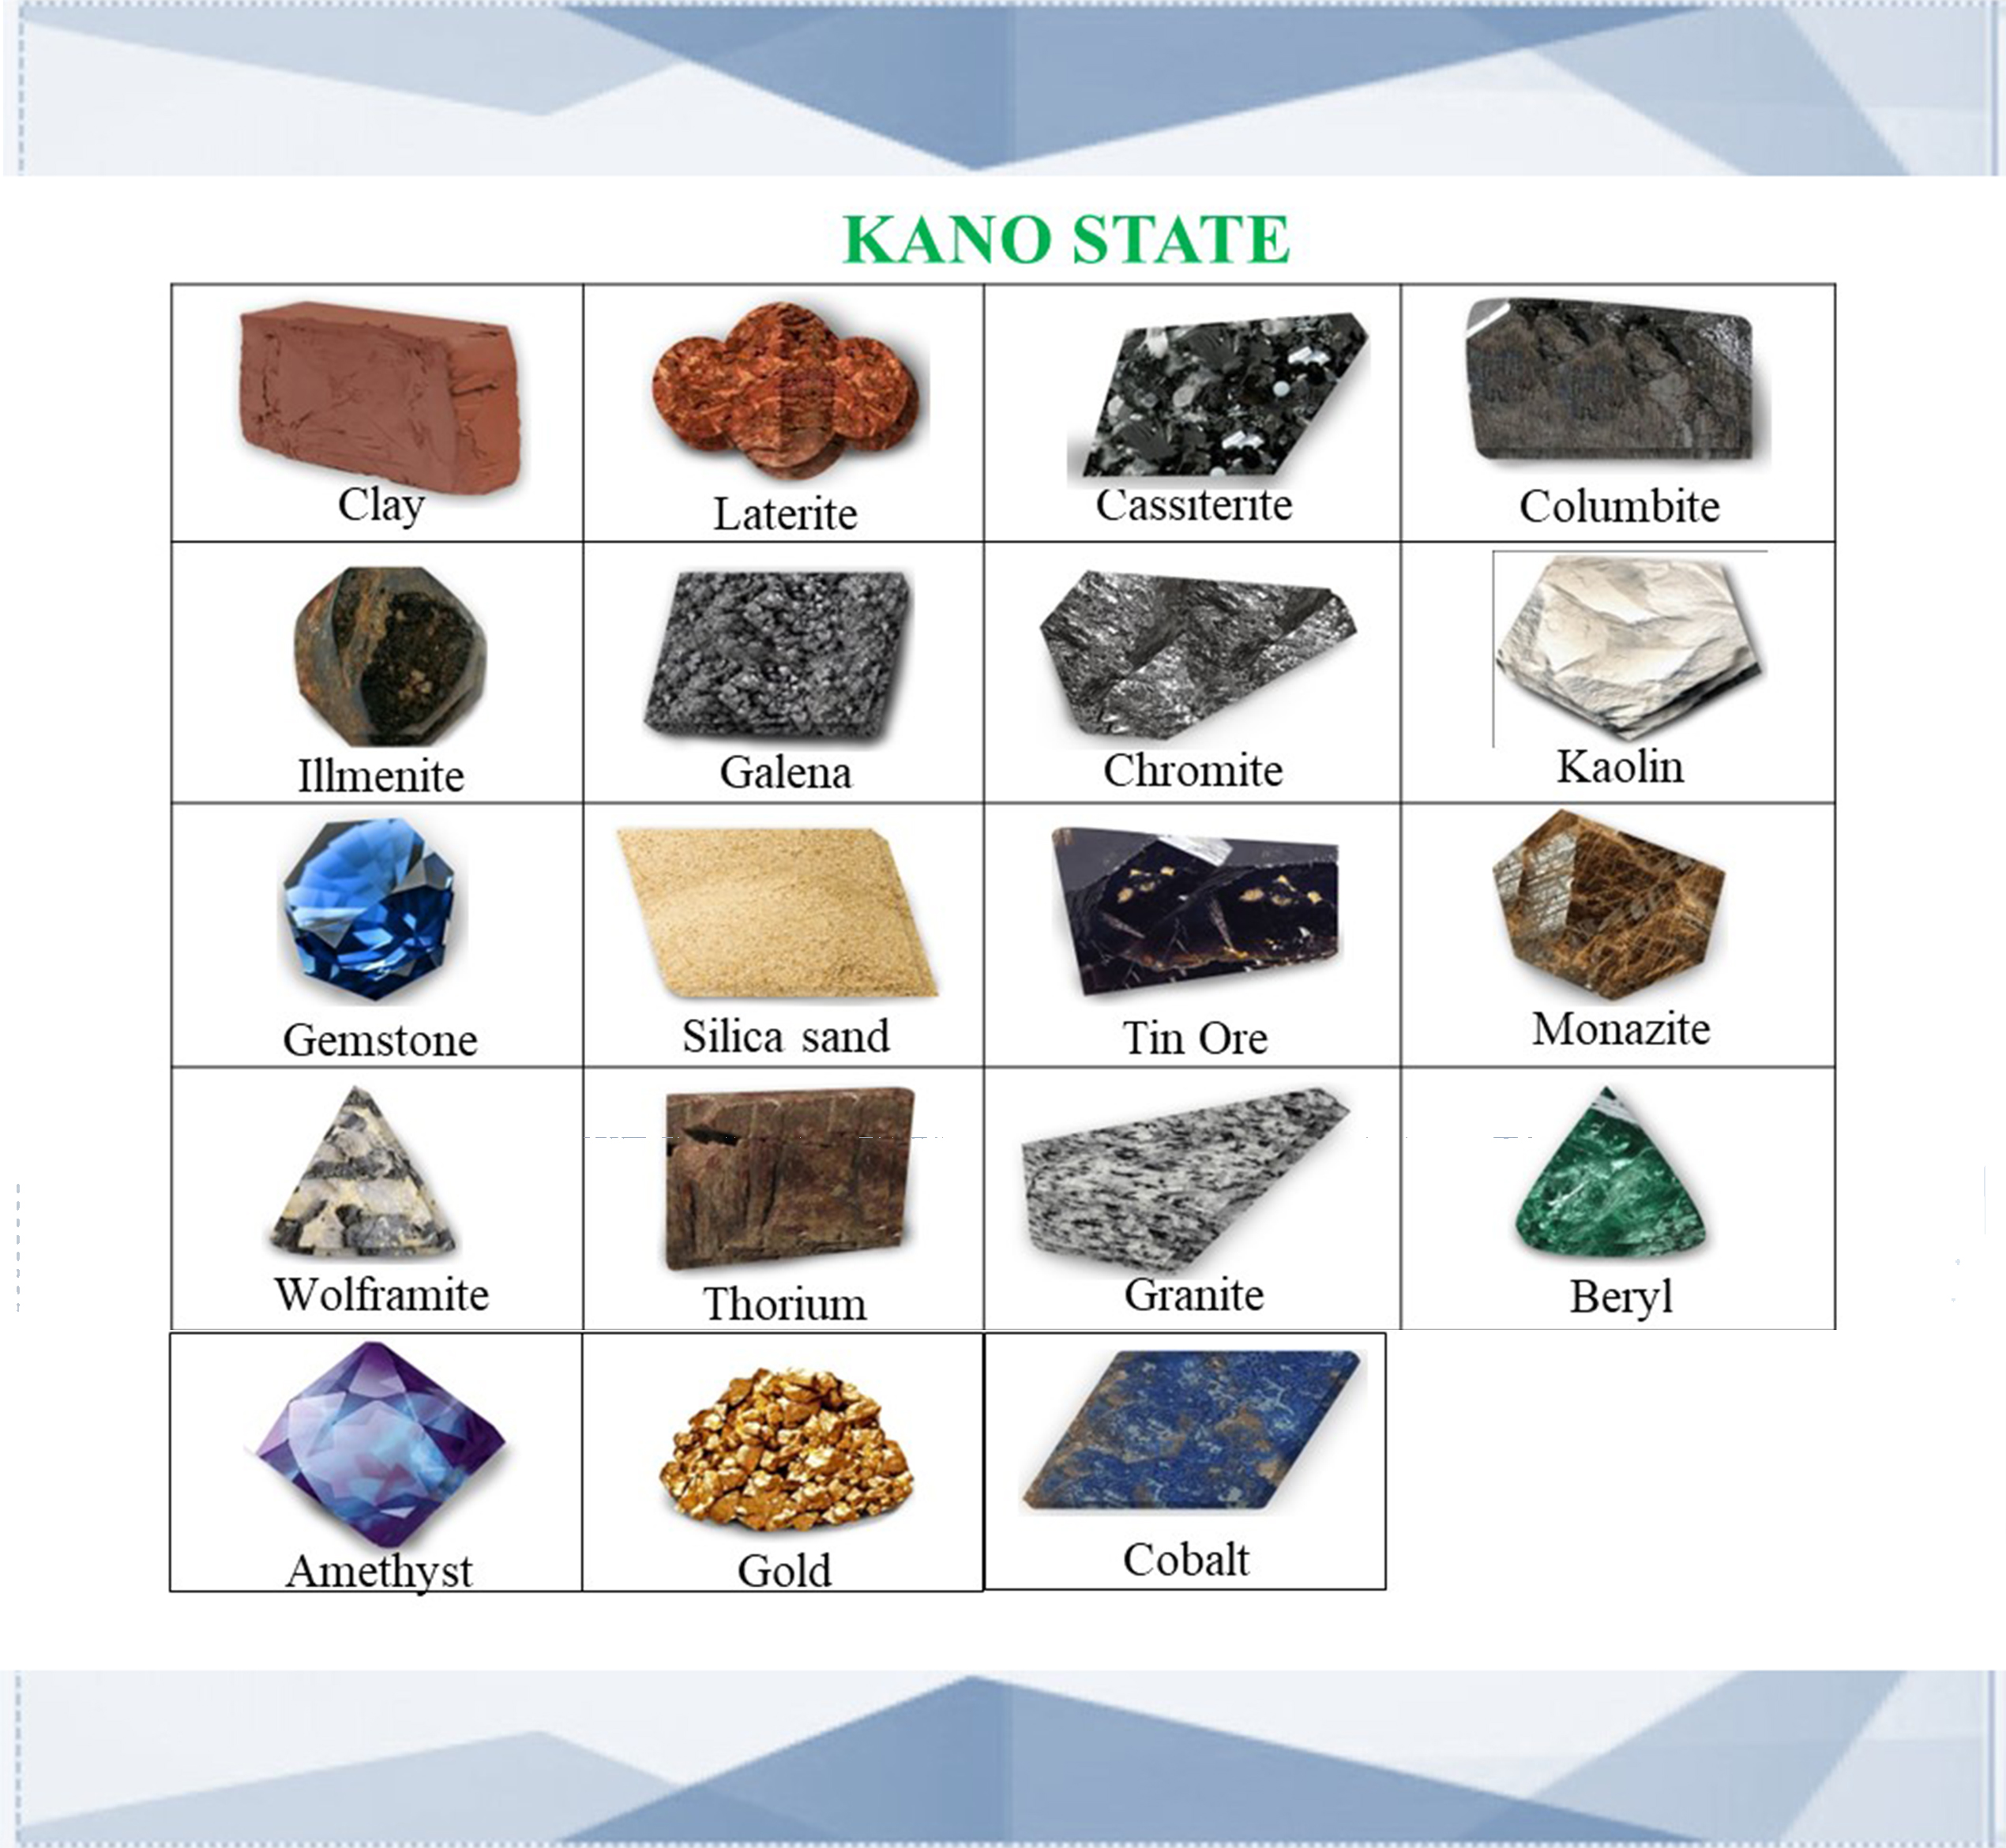 KANO STATE
Clay
Laterite
Cassiterite
Columbite
Illmenite
Galena
Chromite
Kaolin
Gemstone
Silica sand
Tin Ore
Monazite
Wolframite
Thorium
Granite
Beryl
Amethyst
Gold
Cobalt